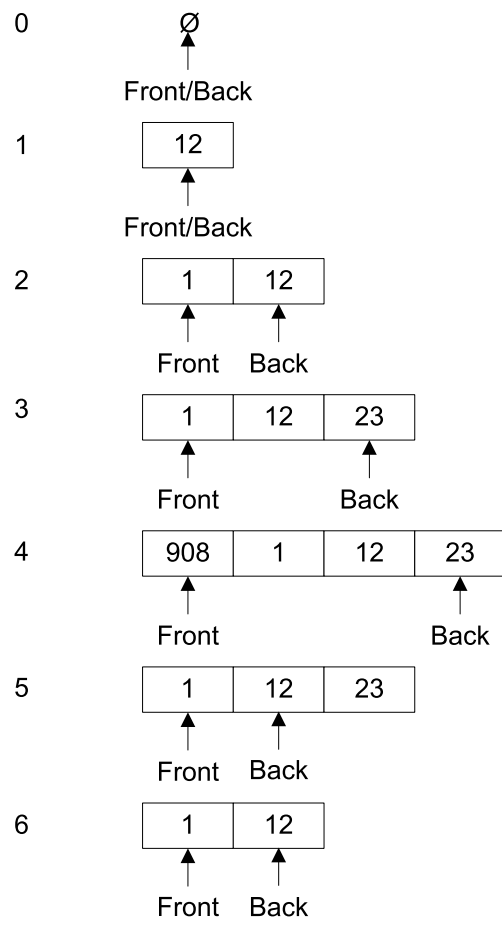 0 Ø
Front/Back
1 12
Front/Back
2 1 12
Front Back
3 1 12 23
Front Back
4 908 1 12 23
Front Back
5 1 12 23
Front Back
6 1 12
Front Back